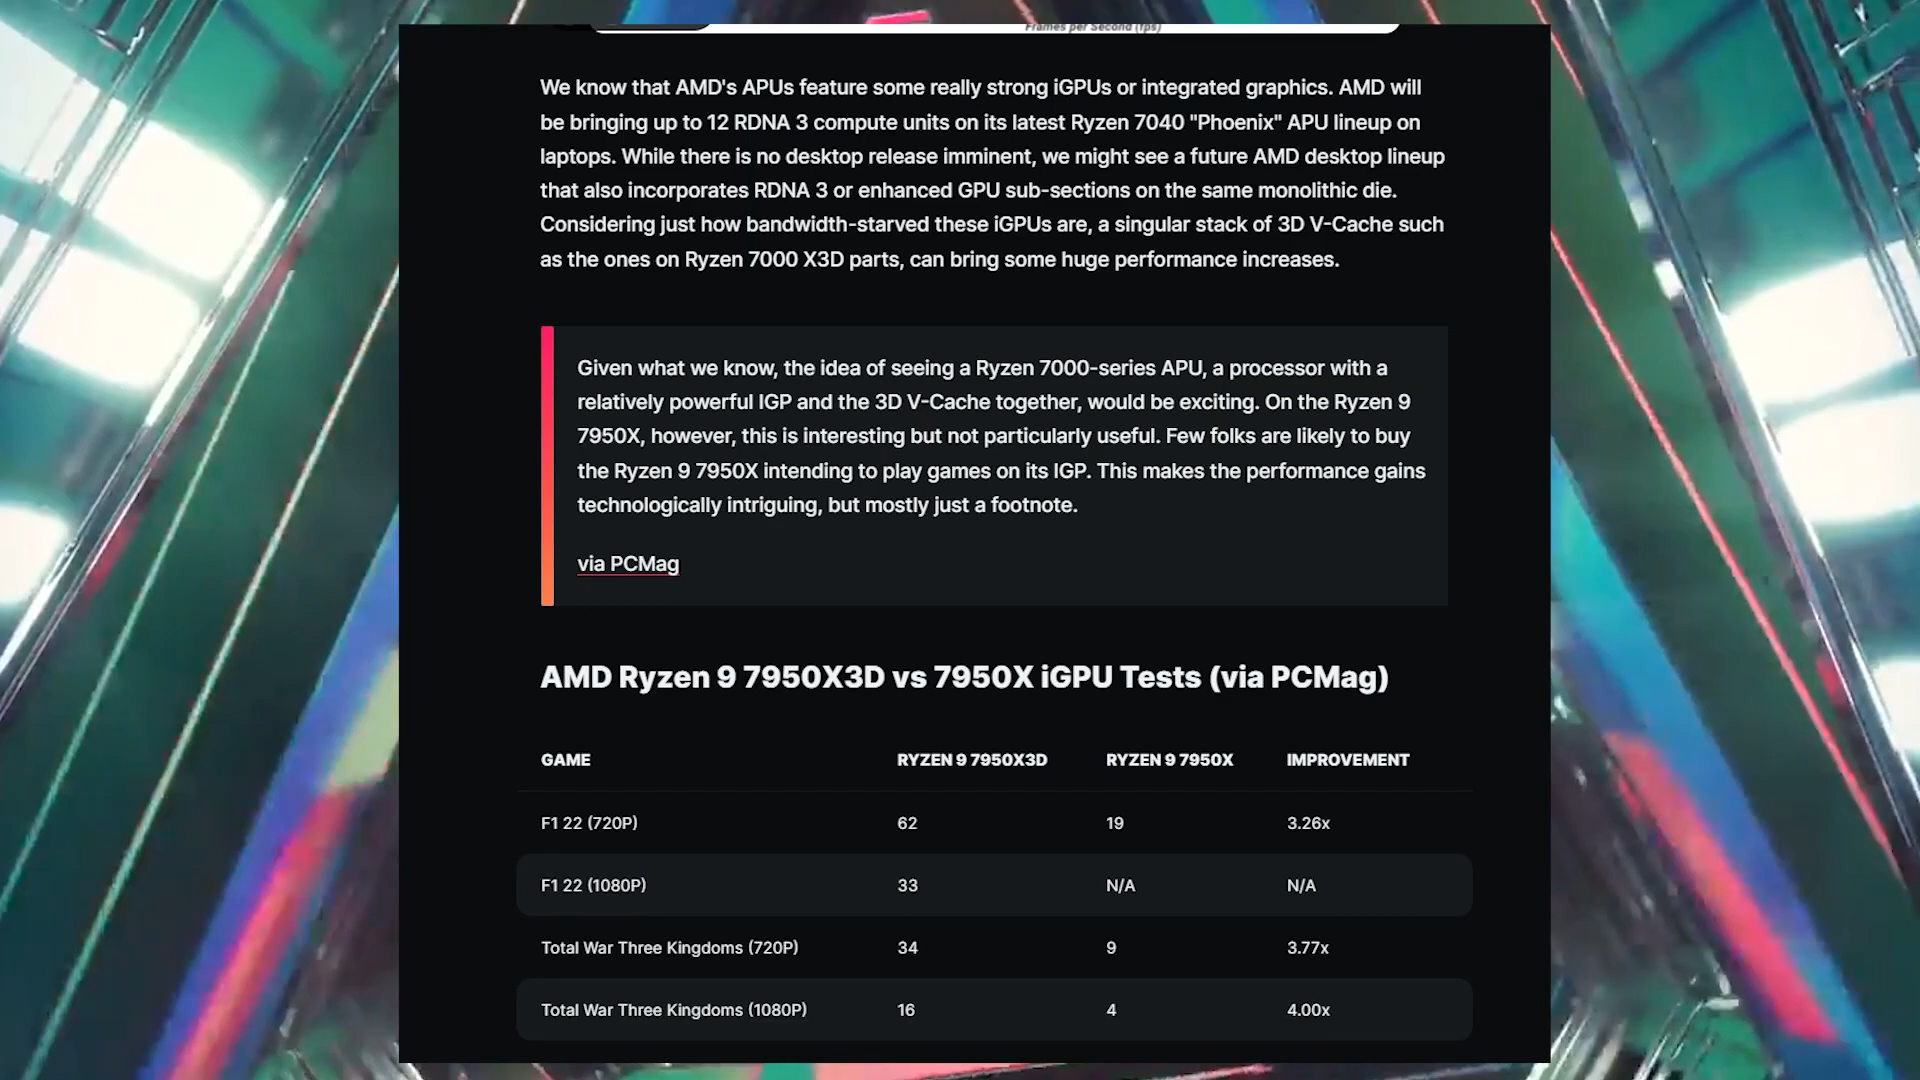 Frames per Second (fps)
We know that AMD's APUs feature some really strong iGPUs or integrated graphics. AMD will
be bringing up to 12 RDNA 3 compute units on its latest Ryzen 7040 "Phoenix" APU lineup on
laptops. While there is no desktop release imminent, we might see a future AMD desktop lineup
that also incorporates RDNA 3 or enhanced GPU sub-sections on the same monolithic die.
Considering just how bandwidth-starved these iGPUs are, a singular stack of 3D V-Cache such
as the ones on Ryzen 7000 X3D parts, can bring some huge performance increases.
Given what we know, the idea of seeing a Ryzen 7000-series APU, a processor with a
relatively powerful IGP and the 3D V-Cache together, would be exciting. On the Ryzen 9
7950X, however, this is interesting but not particularly useful. Few folks are likely to buy
the Ryzen 9 7950X intending to play games on its IGP. This makes the performance gains
technologically intriguing, but mostly just a footnote.
via PCMag
AMD Ryzen 9 7950X3D vs 7950X iGPU Tests (via PCMag)
GAME RYZEN 9 7950X3D RYZEN 9 7950X IMPROVEMENT
F1 22 (720P) 62 19 3.26x
F1 22 (1080P) 33 N/A N/A
Total War Three Kingdoms (720P) 34 9 3.77x
Total War Three Kingdoms (1080P) 16 4 4.00x